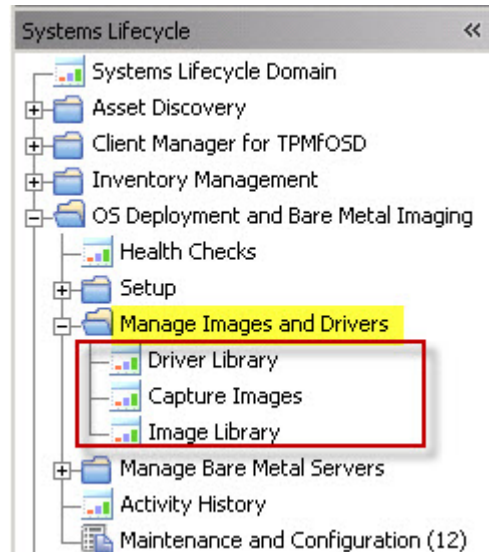 Systems Lifecycle
Systems Lifecycle Domain
Asset Discovery
Client Manager for TPMfOSD
Inventory Management
OS Deployment and Bare Metal Imaging
Health Checks
Setup
Manage Images and Drivers
Driver Library
Capture Images
Image Library
Manage Bare Metal Servers
Activity History
Maintenance and Configuration (12)